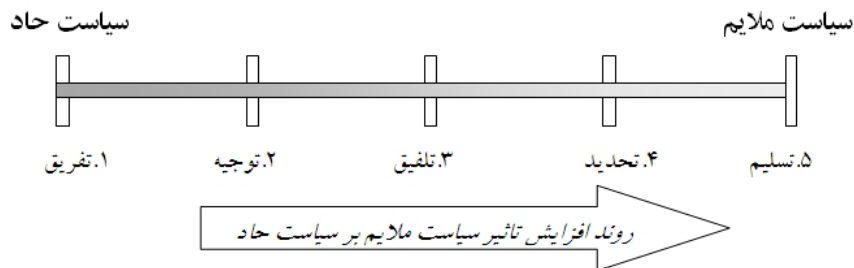 سیاست ملایم
سیاست حاد
۱.تفریق
۲.توجیه
۳.تلفیق
۴.تحدید
۵.تسلیم
روند افزایش تاثیر سیاست ملایم بر سیاست حاد